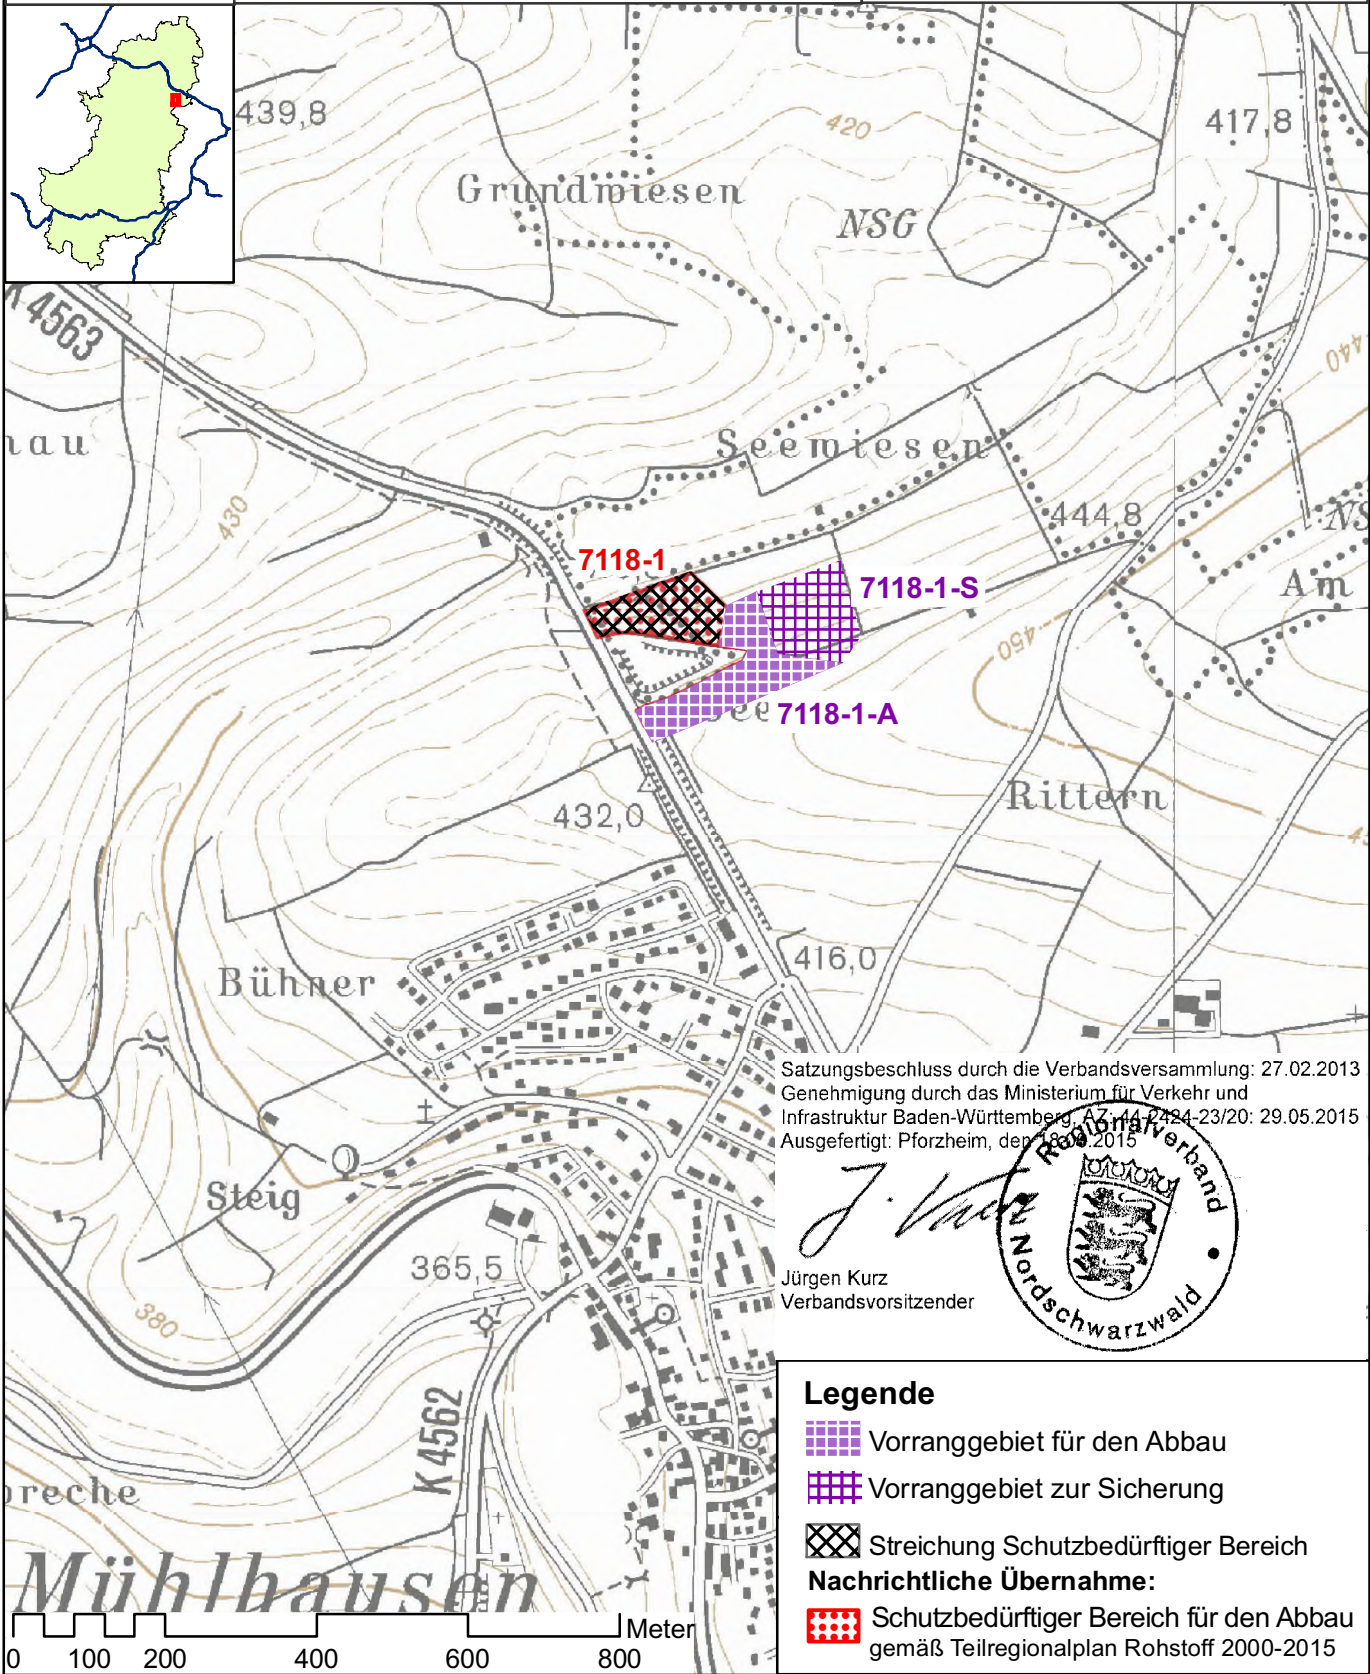 439,8
420
417,8
Grundwiesen
NSG
K 4563
440
nau
Seewiesen
430
444,8
NS
7118-1
7118-1-S
Am
450
See
7118-1-A
Rittern
432,0
416,0
Bühner
Satzungsbeschluss durch die Verbandsversammlung: 27.02.2013
Genehmigung durch das Ministerium für Verkehr und
Infrastruktur Baden-Württemberg, AZ: 44-2424-23/20: 29.05.2015
Ausgefertigt: Pforzheim, den 2015
Regionalverband
Nordschwarzwald
Steig
365,5
Jürgen Kurz
Verbandsvorsitzender
380
K 4562
Legende
Vorranggebiet für den Abbau
Vorranggebiet zur Sicherung
Streichung Schutzbedürftiger Bereich
Nachrichtliche Übernahme:
Schutzbedürftiger Bereich für den Abbau
gemäß Teilregionalplan Rohstoff 2000-2015
breche
Mühlhausen
Meter
0 100 200 400 600 800